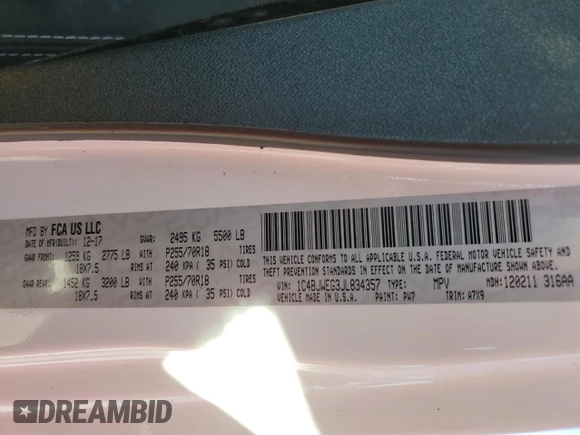 MFD BY FCA US LLC
DATE OF MFR(BUILT): 12-17 GVWR: 2495 KG 5500 LB
GAWR FRONT: 1259 KG 2775 LB WITH P255/70R18 TIRES
18X7.5 RIMS AT 240 KPA ( 35 PSI) COLD
GAWR REAR: 1452 KG 3200 LB WITH P255/70R18 TIRES
18X7.5 RIMS AT 240 KPA ( 35 PSI) COLD
THIS VEHICLE CONFORMS TO ALL APPLICABLE U.S.A. FEDERAL MOTOR VEHICLE SAFETY AND
THEFT PREVENTION STANDARDS IN EFFECT ON THE DATE OF MANUFACTURE SHOWN ABOVE.
VIN: 1C4BJWEG3JL834357 TYPE: MPV MDH: 120211 316AA
VEHICLE MADE IN U.S.A. PAINT: PW7 TRIM: A7X9
DREAMBID